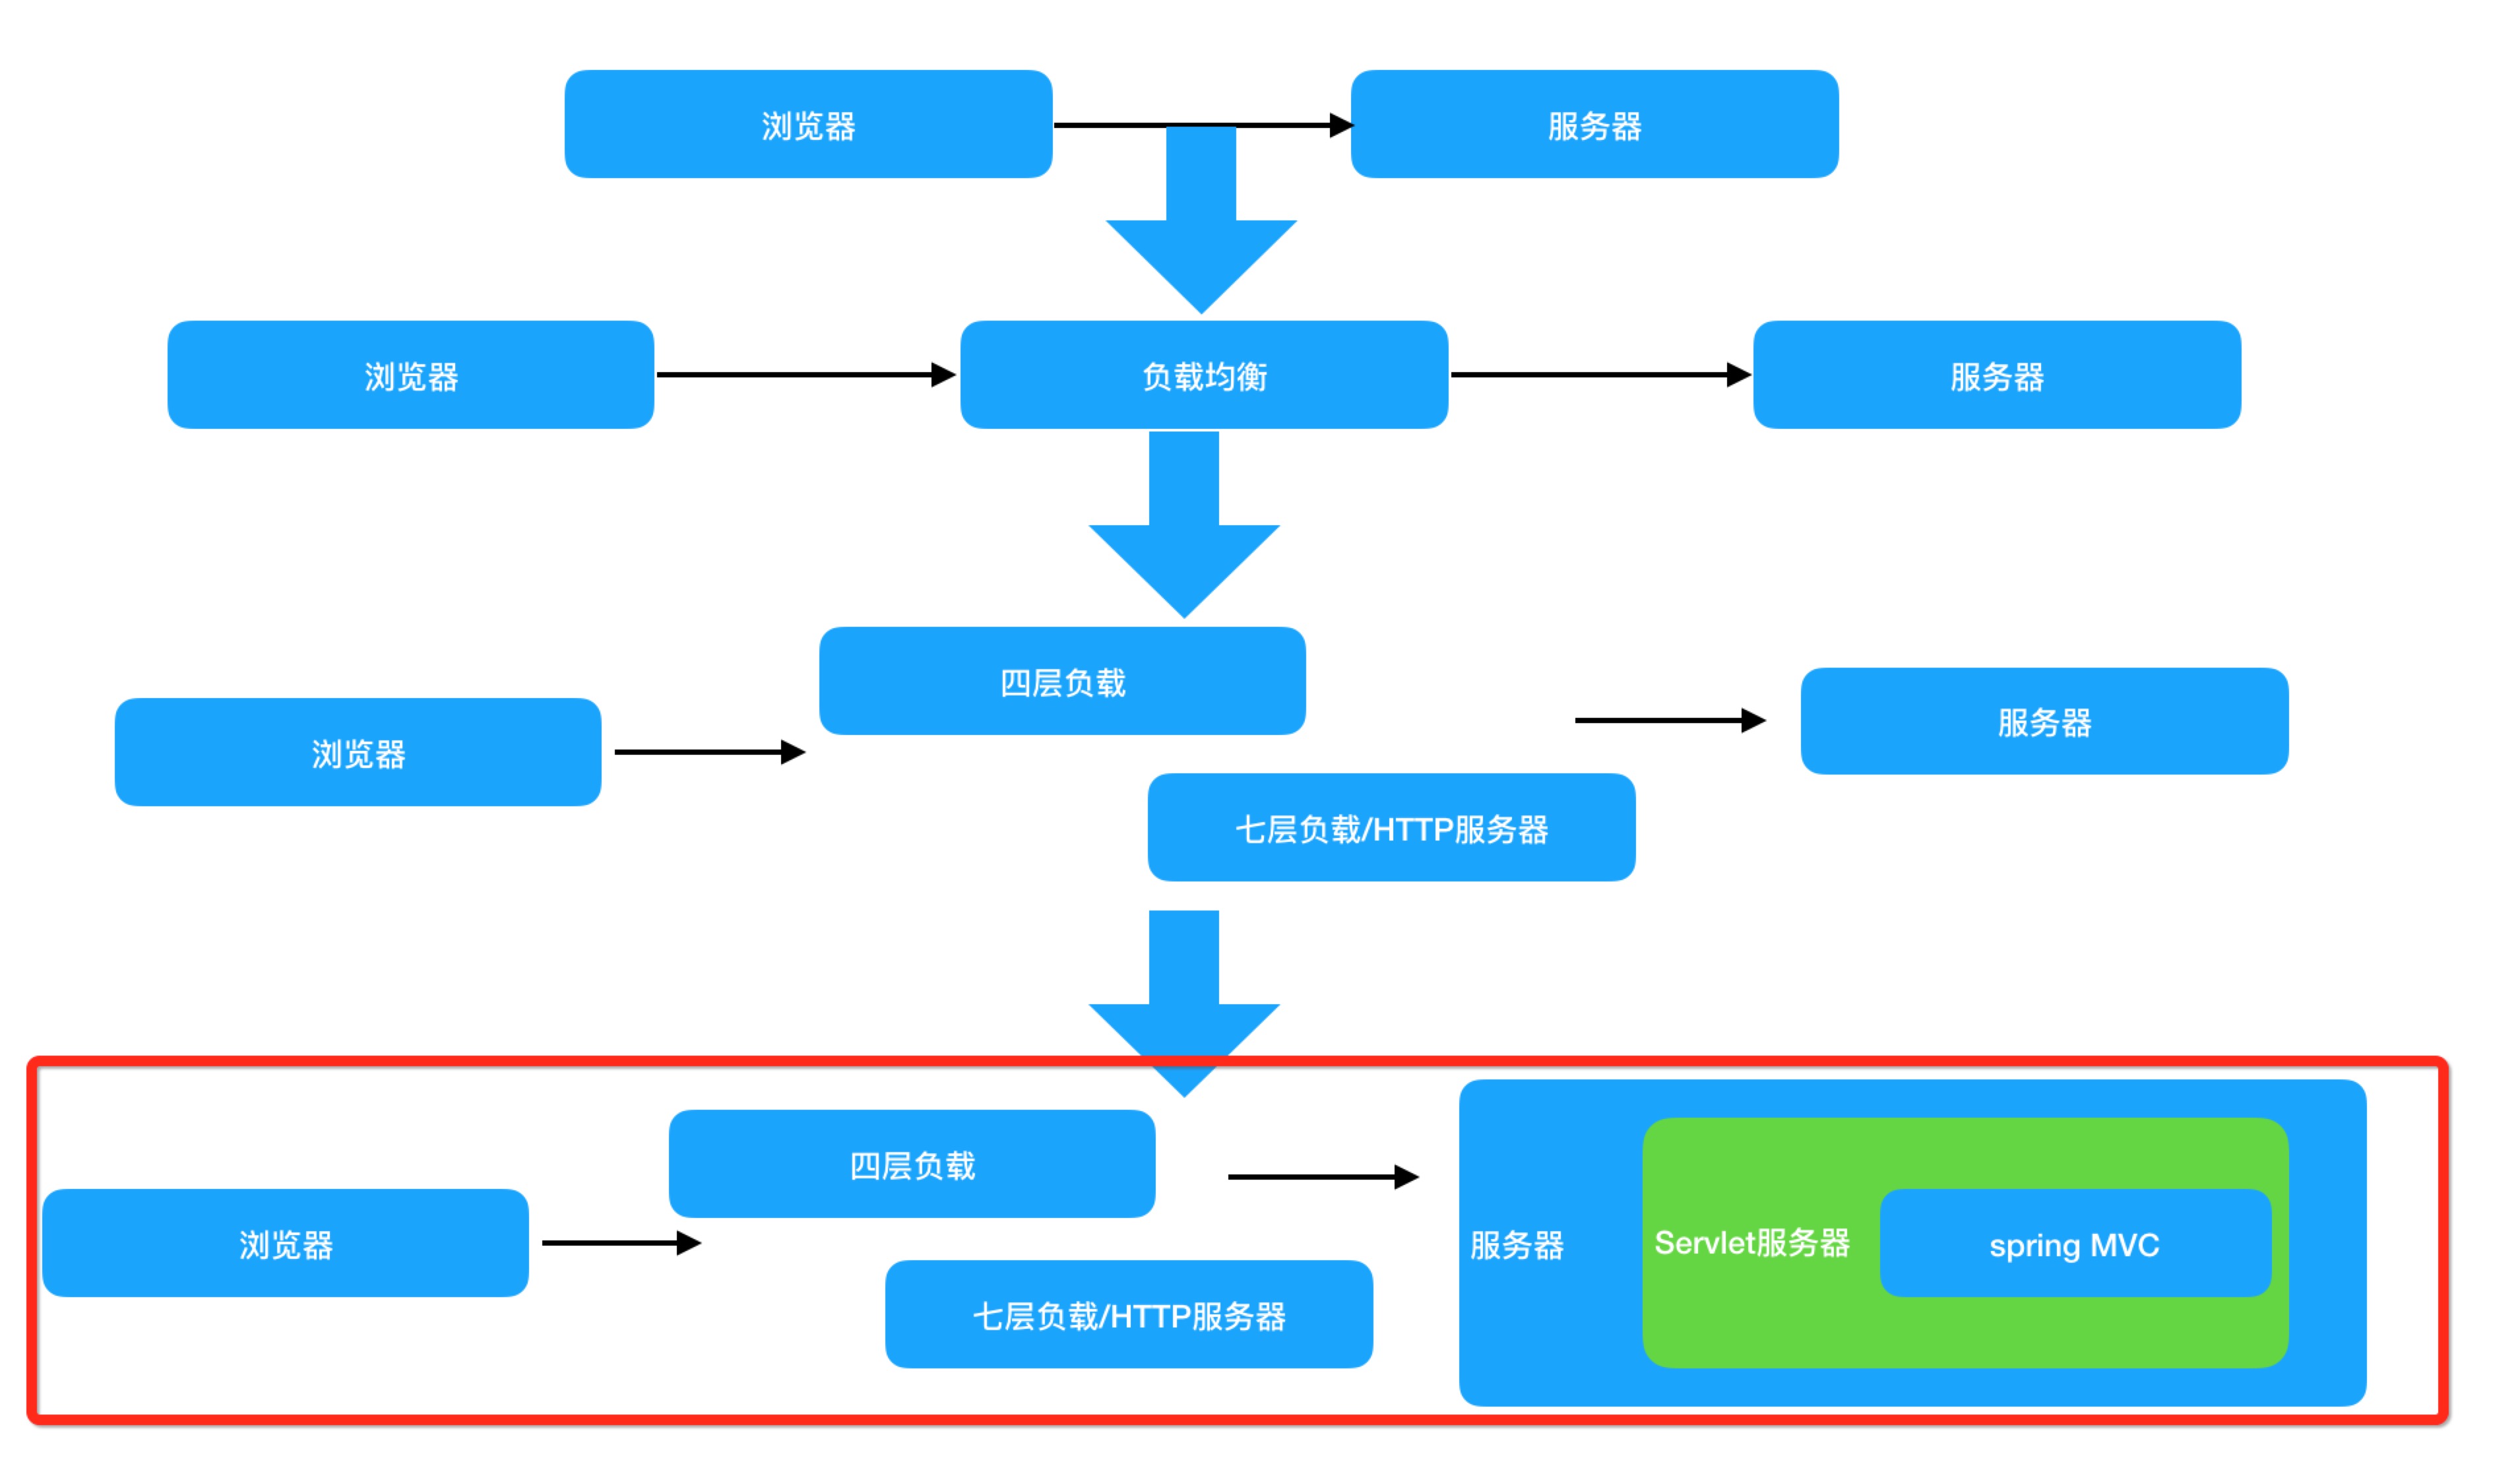 浏览器
服务器
浏览器
负载均衡
服务器
四层负载
浏览器
服务器
七层负载/HTTP服务器
四层负载
浏览器
服务器
Servlet服务器
spring MVC
七层负载/HTTP服务器